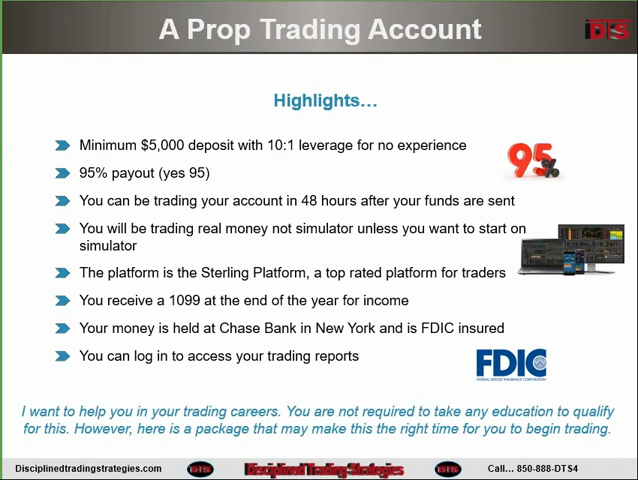 A Prop Trading Account
DTS
Highlights…
Minimum $5,000 deposit with 10:1 leverage for no experience
95% payout (yes 95)
95%
You can be trading your account in 48 hours after your funds are sent
You will be trading real money not simulator unless you want to start on
simulator
The platform is the Sterling Platform, a top rated platform for traders
You receive a 1099 at the end of the year for income
Your money is held at Chase Bank in New York and is FDIC insured
You can log in to access your trading reports
FDIC
FEDERAL DEPOSIT INSURANCE CORPORATION
I want to help you in your trading careers. You are not required to take any education to qualify
for this. However, here is a package that may make this the right time for you to begin trading.
Disciplinedtradingstrategies.com DTS Disciplined Trading Strategies DTS Call… 850-888-DTS4